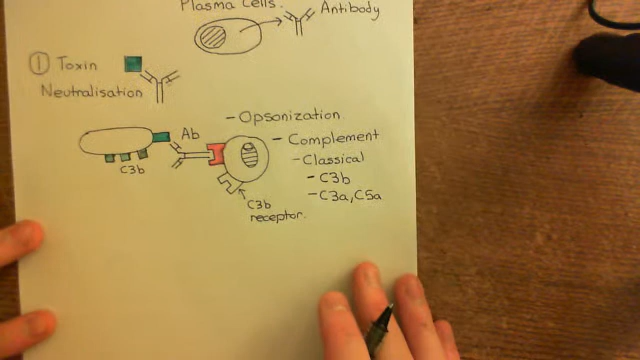 Plasma Cells.
Antibody
① Toxin
Neutralisation
- Opsonization
Ab
- Complement
- Classical
C3b
- C3b
- C3a, C5a
C3b
receptor.